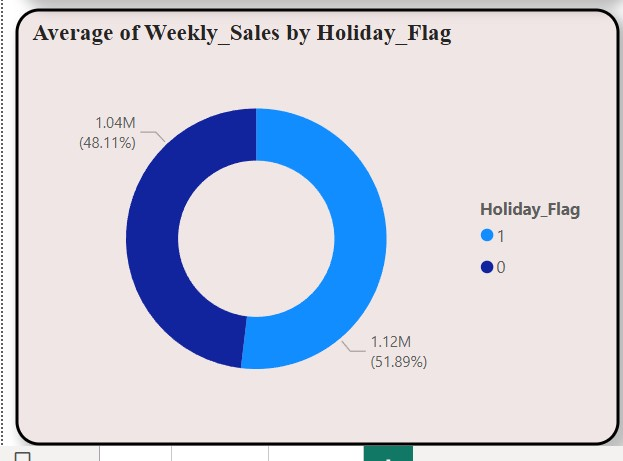 Average of Weekly_Sales by Holiday_Flag
1.04M
(48.11%)
Holiday_Flag
1
0
1.12M
(51.89%)